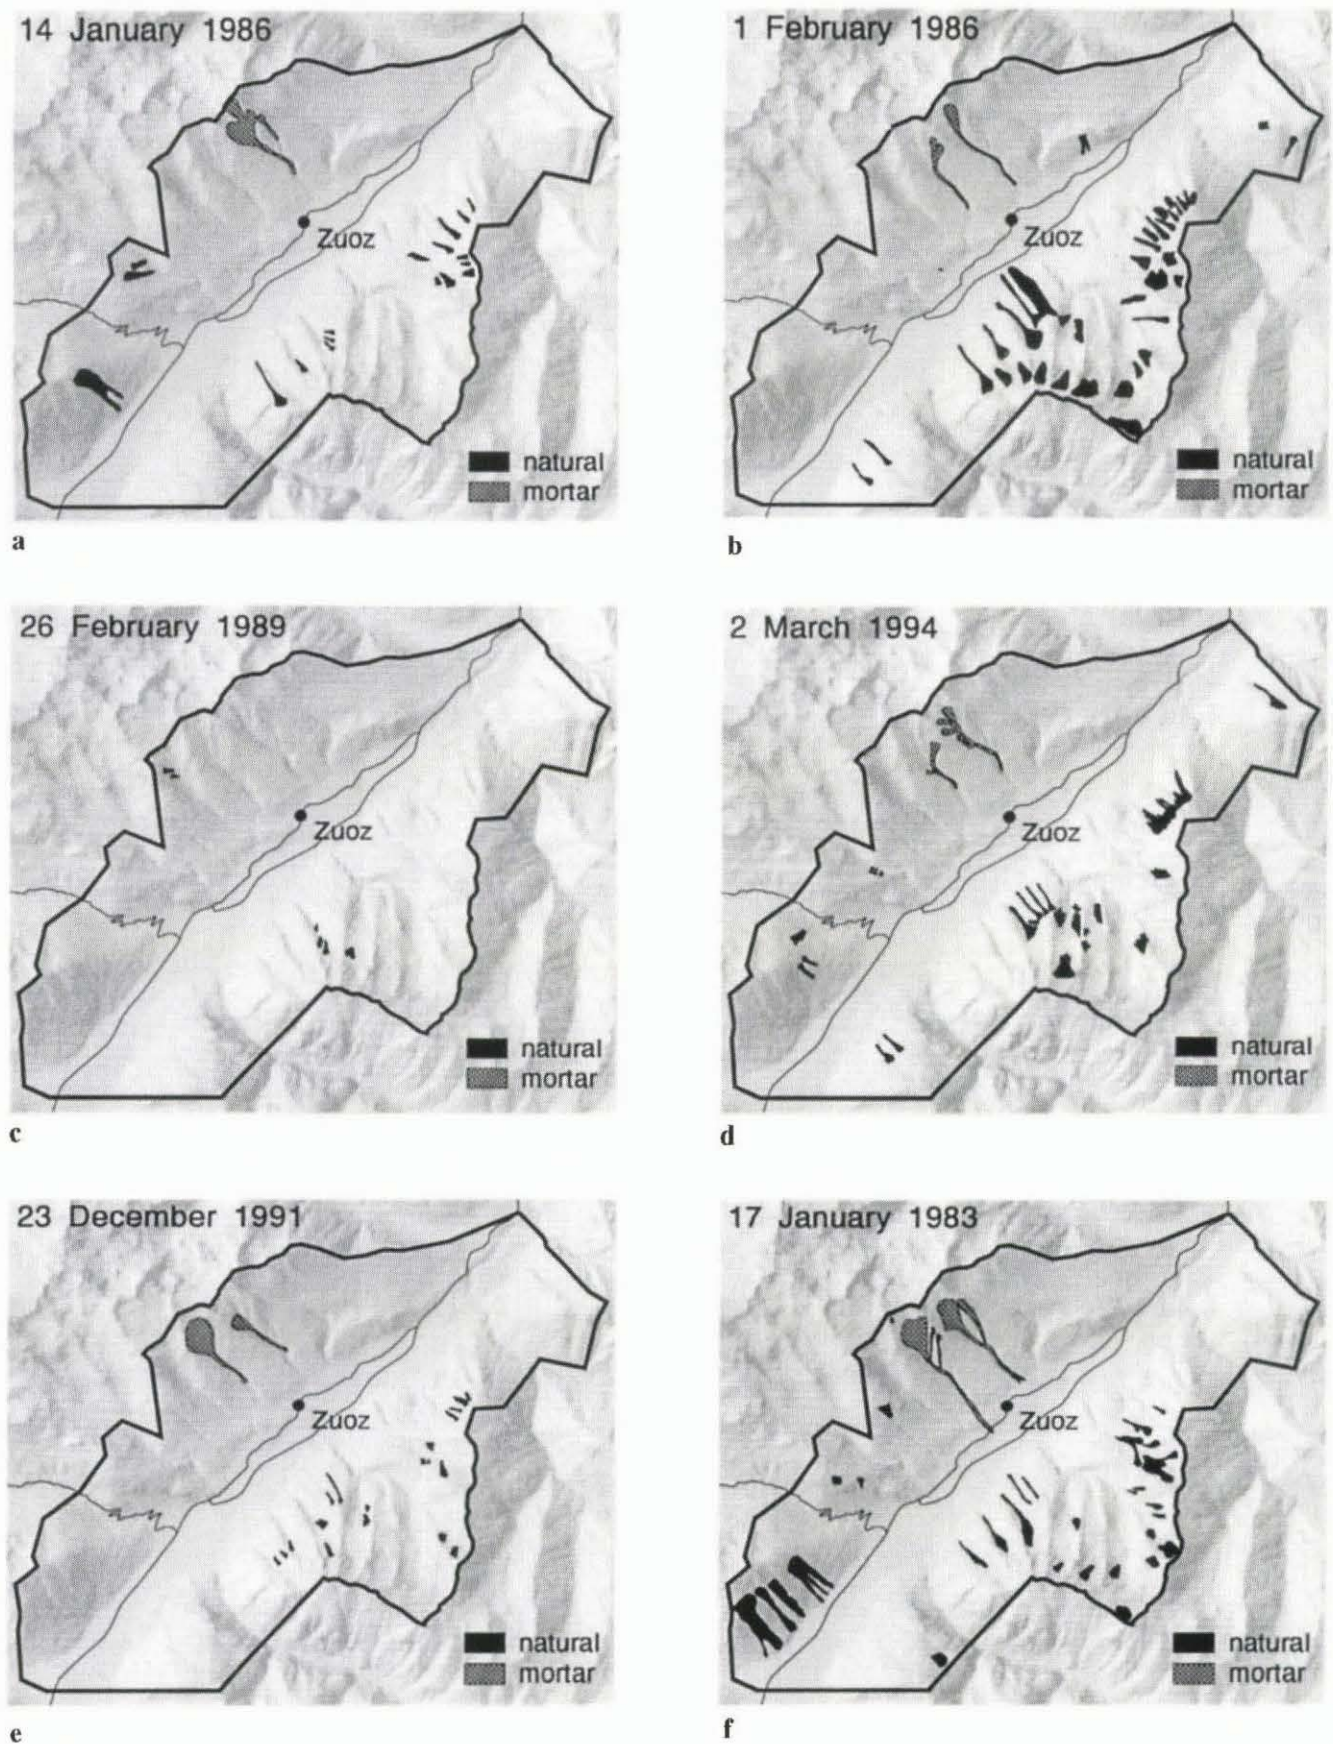 14 January 1986
Zuoz
natural
mortar
a
1 February 1986
Zuoz
natural
mortar
b
26 February 1989
Zuoz
natural
mortar
c
2 March 1994
Zuoz
natural
mortar
d
23 December 1991
Zuoz
natural
mortar
e
17 January 1983
Zuoz
natural
mortar
f